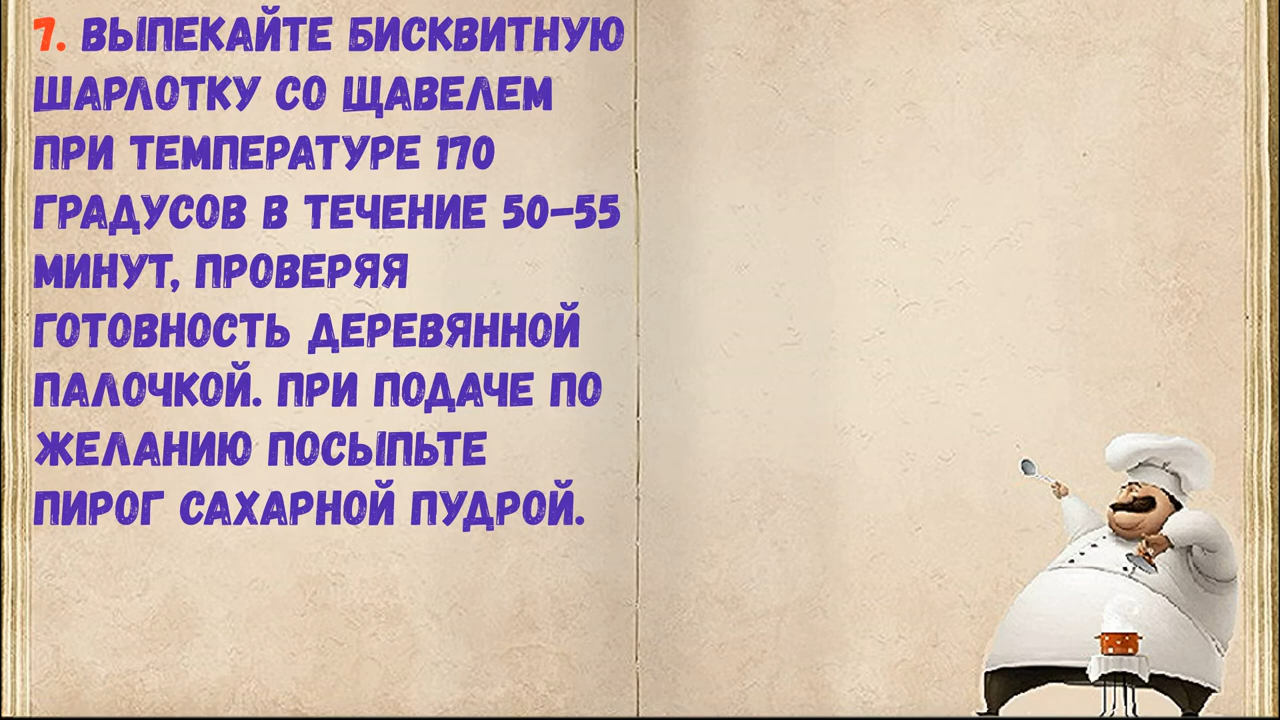 7. ВЫПЕКАЙТЕ БИСКВИТНУЮ
ШАРЛОТКУ СО ЩАВЕЛЕМ
ПРИ ТЕМПЕРАТУРЕ 170
ГРАДУСОВ В ТЕЧЕНИЕ 50-55
МИНУТ, ПРОВЕРЯЯ
ГОТОВНОСТЬ ДЕРЕВЯННОЙ
ПАЛОЧКОЙ. ПРИ ПОДАЧЕ ПО
ЖЕЛАНИЮ ПОСЫПЬТЕ
ПИРОГ САХАРНОЙ ПУДРОЙ.